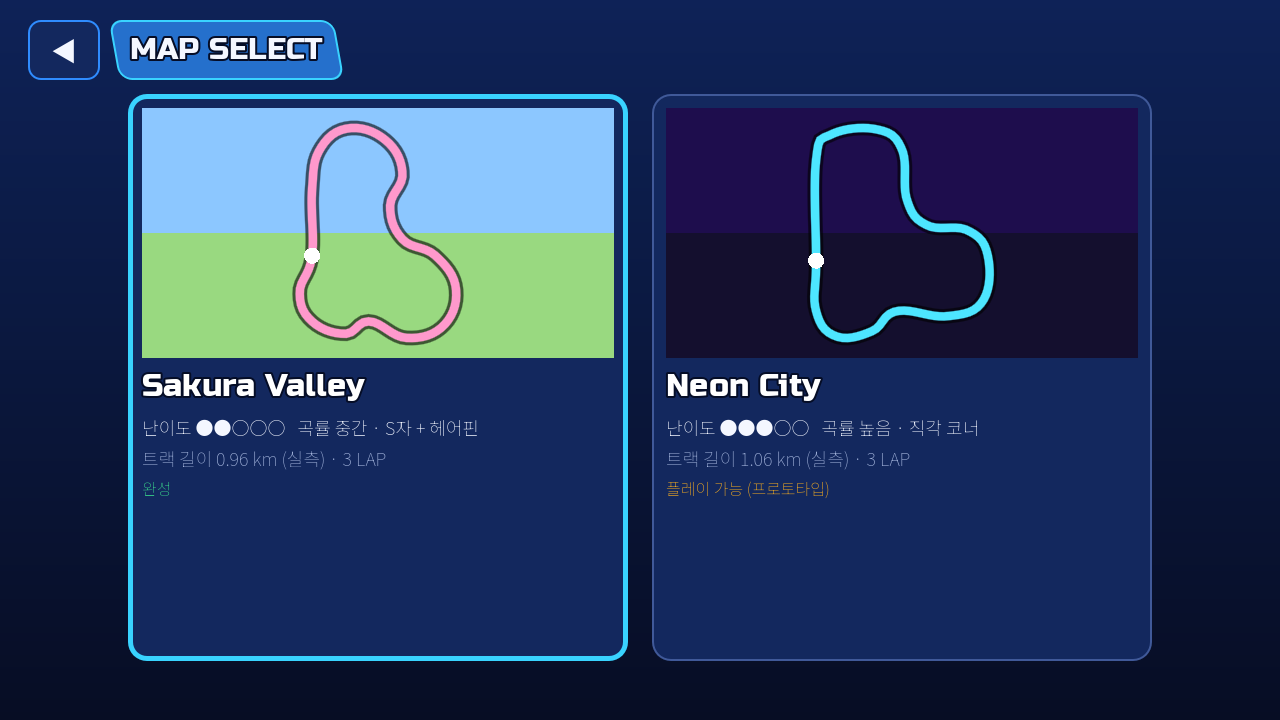 MAP SELECT
Sakura Valley
난이도 ●●○○○ 곡률 중간 · S자 + 헤어핀
트랙 길이 0.96 km (실측) · 3 LAP
완성
Neon City
난이도 ●●●○○ 곡률 높음 · 직각 코너
트랙 길이 1.06 km (실측) · 3 LAP
플레이 가능 (프로토타입)